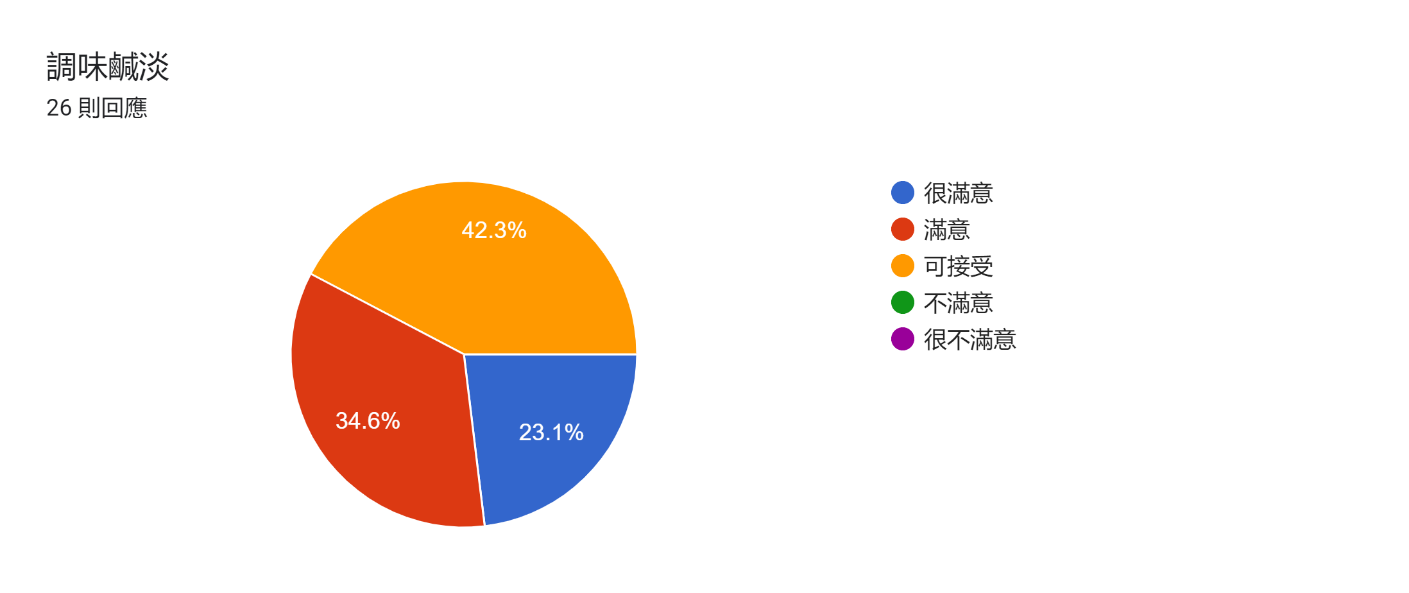 調味鹹淡
26 則回應
42.3%
34.6%
23.1%
很滿意
滿意
可接受
不滿意
很不滿意